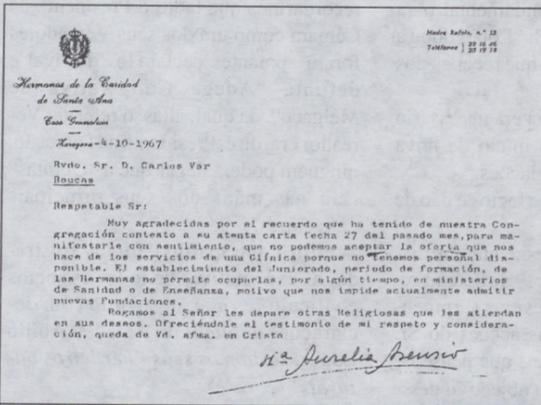 Madre Rafols, n.° 13
Teléfonos
Hermanas de la Caridad
de Santa Ana
Casa Generalicia
Zaragoza-4-10-1967
Rvdo. Sr. D. Carlos Var
Boucas
Respetable Sr:
Muy agradecidas por el recuerdo que ha tenido de nuestra Con-
gregación contesto a su atenta carta fecha 27 del pasado mes, para ma-
nifestarle con sentimiento, que no podemos aceptar la oferta que nos
hace de los servicios de una Clínica porque no tenemos personal dis-
ponible. El establecimiento del Juniorado, período de formación, de
las Hermanas no permite ocuparlas, por algún tiempo, en ministerios
de Sanidad o de Enseñanza, motivo que nos impide actualmente admitir
nuevas Fundaciones.
Rogamos al Señor les depare otras Religiosas que les atiendan
en sus deseos. Ofreciéndole el testimonio de mi respeto y considera-
ción, queda de Vd. afma. en Cristo
Mª Aurelia Asensio